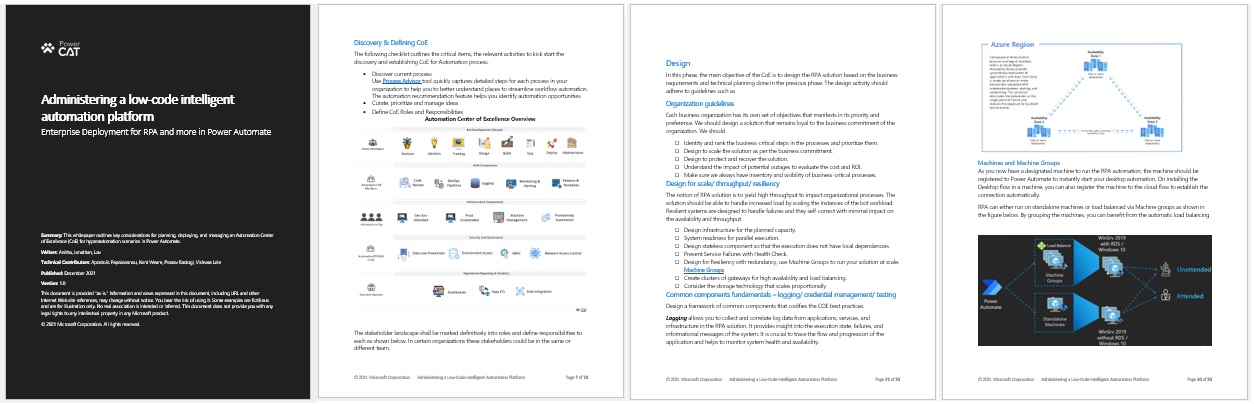 Power
CAT
Administering a low-code intelligent
automation platform
Enterprise Deployment for RPA and more in Power Automate
Summary: This whitepaper outlines key considerations for planning, deploying, and managing an Automation Center
of Excellence (CoE) for hyperautomation scenarios in Power Automate.
Writers: Anitha, Jonathan, Luv
Technical Contributors: Apostolis Papaioannou, Kent Weare, Pranav Rastogi, Vishwas Lele
Published: December 2021
Version: 1.0
This document is provided "as-is." Information and views expressed in this document, including URL and other
Internet Web site references, may change without notice. You bear the risk of using it. Some examples are fictitious
and are for illustration only. No real association is intended or inferred. This document does not provide you with any
legal rights to any intellectual property in any Microsoft product.
© 2021 Microsoft Corporation. All rights reserved.
Discovery & Defining CoE
The following checklist outlines the critical items, the relevant activities to kick start the
discovery and establishing CoE for Automation process.
• Discover current process
Use Process Advisor tool quickly captures detailed steps for each process in your
organization to help you to better understand places to streamline workflow automation.
The automation recommendation feature helps you identify automation opportunities
• Curate, prioritize and manage ideas
• Define CoE Roles and Responsibilities
Automation Center of Excellence Overview
Ideation
Training
Design
Build
Test
Deploy
Maintenance
Code Review
DevOps Pipelines
Logging
Monitoring & Alerting
Patterns & Templates
Machine Management
Provisioning Automation
Security and Governance
Data Loss Prevention
Environment Access
Network Access Control
Operational Reporting & Analytics
Dashboards
Data ETL
Data Integration
The stakeholder landscape shall be marked definitively into roles and define responsibilities to
each as shown below. In certain organizations these stakeholders could be in the same or
different team.
© 2021. Microsoft Corporation Administering a Low-Code Intelligent Automation Platform Page 7 of 53
Design
In this phase, the main objective of the CoE is to design the RPA solution based on the business
requirements and technical planning done in the previous phase. The design activity should
adhere to guidelines such as
Organization guidelines
Each business organization has its own set of objectives that manifests in its priority and
preference. We should design a solution that remains loyal to the business commitment of the
organization. We should
☐ Identity and rank the business critical steps in the processes and prioritize them.
☐ Design to scale the solution as per the business commitment.
☐ Design to protect and recover the solution.
☐ Understand the impact of potential outages to evaluate the cost and ROI.
☐ Make sure we always have inventory and visibility of business-critical processes.
Design for scale/ throughput/ resiliency
The notion of RPA solution is to yield high throughput to impact organizational processes. The
solution should be able to handle increased load by scaling the instances of the bot workload.
Resilient systems are designed to handle failures and they self-correct with minimal impact on
the availability and throughput.
☐ Design infrastructure for the planned capacity.
☐ System readiness for parallel execution.
☐ Design stateless component so that the execution does not have local dependencies.
☐ Prevent Service Failures with Health Check.
☐ Design for Resiliency with redundancy, use Machine Groups to run your solution at scale.
Machine Groups
☐ Create clusters of gateways for high availability and load balancing.
☐ Consider the storage technology that scales proportionally
Common components fundamentals – logging/ credential management/ testing
Design a framework of common components that codifies the COE best practices.
Logging allows you to collect and correlate log data from applications, services, and
infrastructure in the RPA solution. It provides insight into the execution state, failures, and
informational messages of the system. It is crucial to trace the flow and progression of the
application and helps to monitor system health and availability.
© 2021. Microsoft Corporation Administering a Low-Code Intelligent Automation Platform
Azure Region
Availability
Zone 1
Availability
Zone 2
Availability
Zone 3
Machines and Machine Groups
As you now have a designated machine to run the RPA automation, the machine should be
registered to Power Automate to instantly start your desktop automation. On installing the
Desktop flow in a machine, you can also register the machine to the cloud flow to establish the
connection automatically.
RPA can either run on standalone machines or load balanced via Machine-groups as shown in
the figure below. By grouping the machines, you can benefit from the automatic load balancing
Power
Automate
Load Balancer
Machine
Groups
Standalone
Machines
WinSrv 2019
with RDS /
Windows 10
WinSrv 2019
without RDS /
Windows 10
Unattended
Attended
© 2021. Microsoft Corporation Administering a Low-Code Intelligent Automation Platform